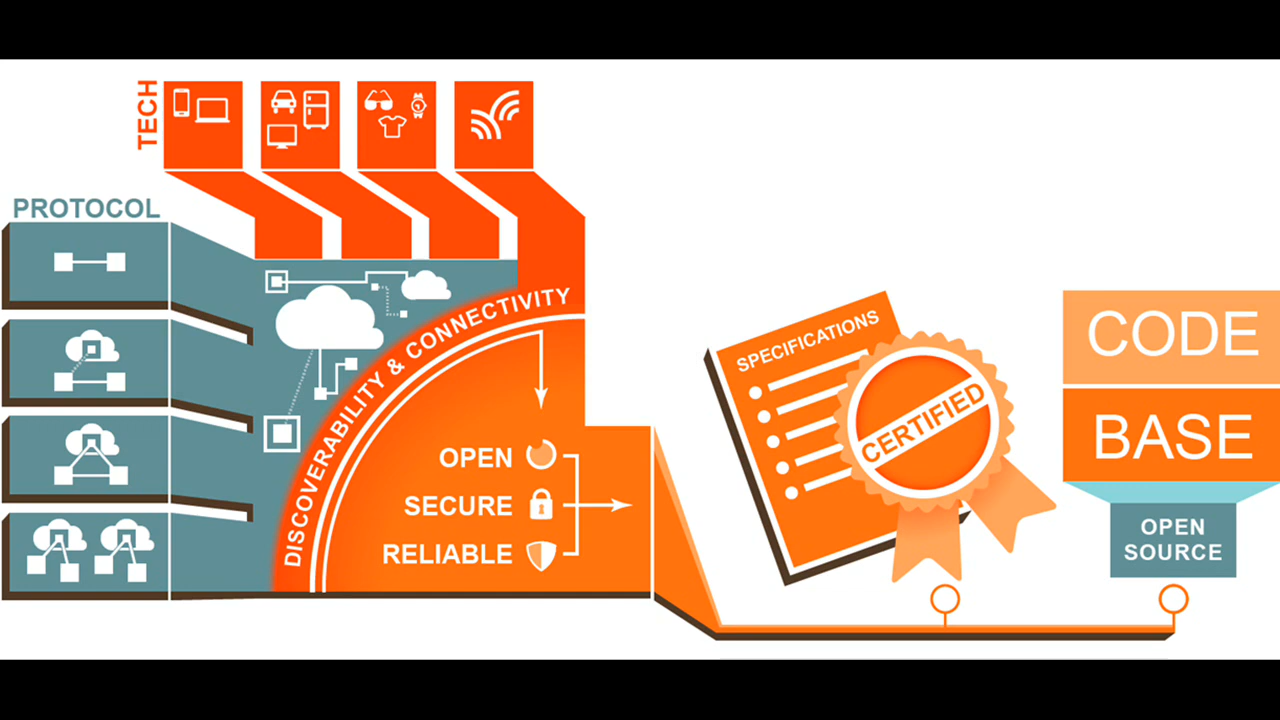 TECH
PROTOCOL
DISCOVERABILITY & CONNECTIVITY
OPEN
SECURE
RELIABLE
SPECIFICATIONS
CERTIFIED
CODE
BASE
OPEN
SOURCE